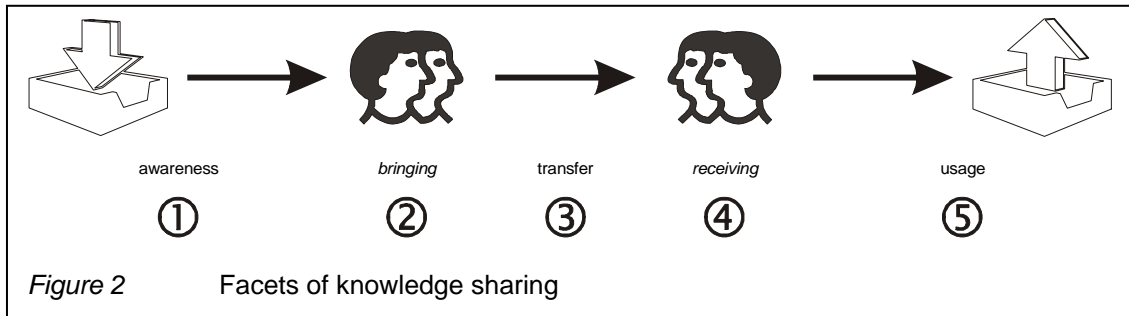 awareness bringing transfer receiving usage
① ② ③ ④ ⑤
Figure 2 Facets of knowledge sharing